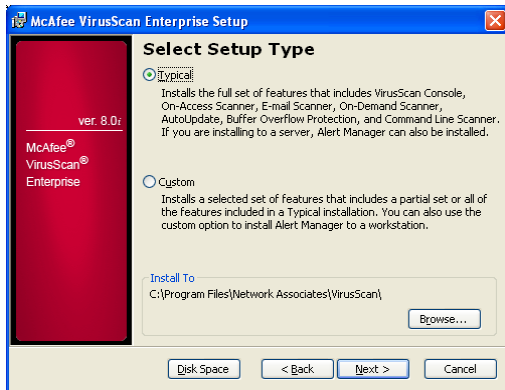 McAfee VirusScan Enterprise Setup
Select Setup Type
Typical
Installs the full set of features that includes VirusScan Console,
On-Access Scanner, E-mail Scanner, On-Demand Scanner,
AutoUpdate, Buffer Overflow Protection, and Command Line Scanner.
If you are installing to a server, Alert Manager can also be installed.
ver. 8.0i
McAfee®
VirusScan®
Enterprise
Custom
Installs a selected set of features that includes a partial set or all of
the features included in a Typical installation. You can also use the
custom option to install Alert Manager to a workstation.
Install To
C:\Program Files\Network Associates\VirusScan\
Browse...
Disk Space
< Back
Next >
Cancel